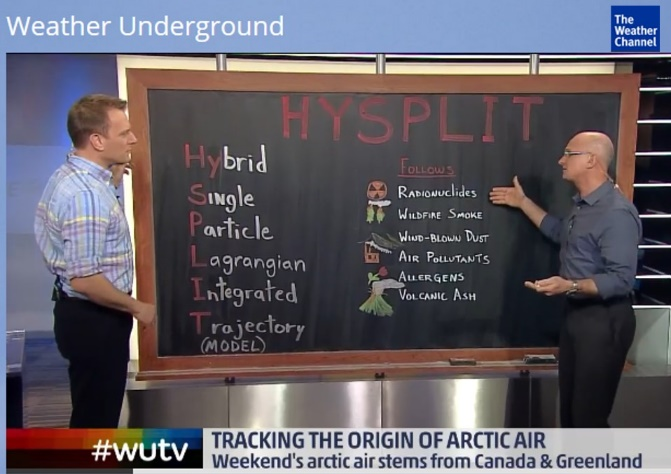 Weather Underground
The
Weather
Channel
HYSPLIT
Hybrid
Single
Particle
Lagrangian
Integrated
Trajectory
(MODEL)
FOLLOWS
RADIONUCLIDES
WILDFIRE SMOKE
WIND-BLOWN DUST
AIR POLLUTANTS
ALLERGENS
VOLCANIC ASH
#wutv
TRACKING THE ORIGIN OF ARCTIC AIR
Weekend's arctic air stems from Canada & Greenland